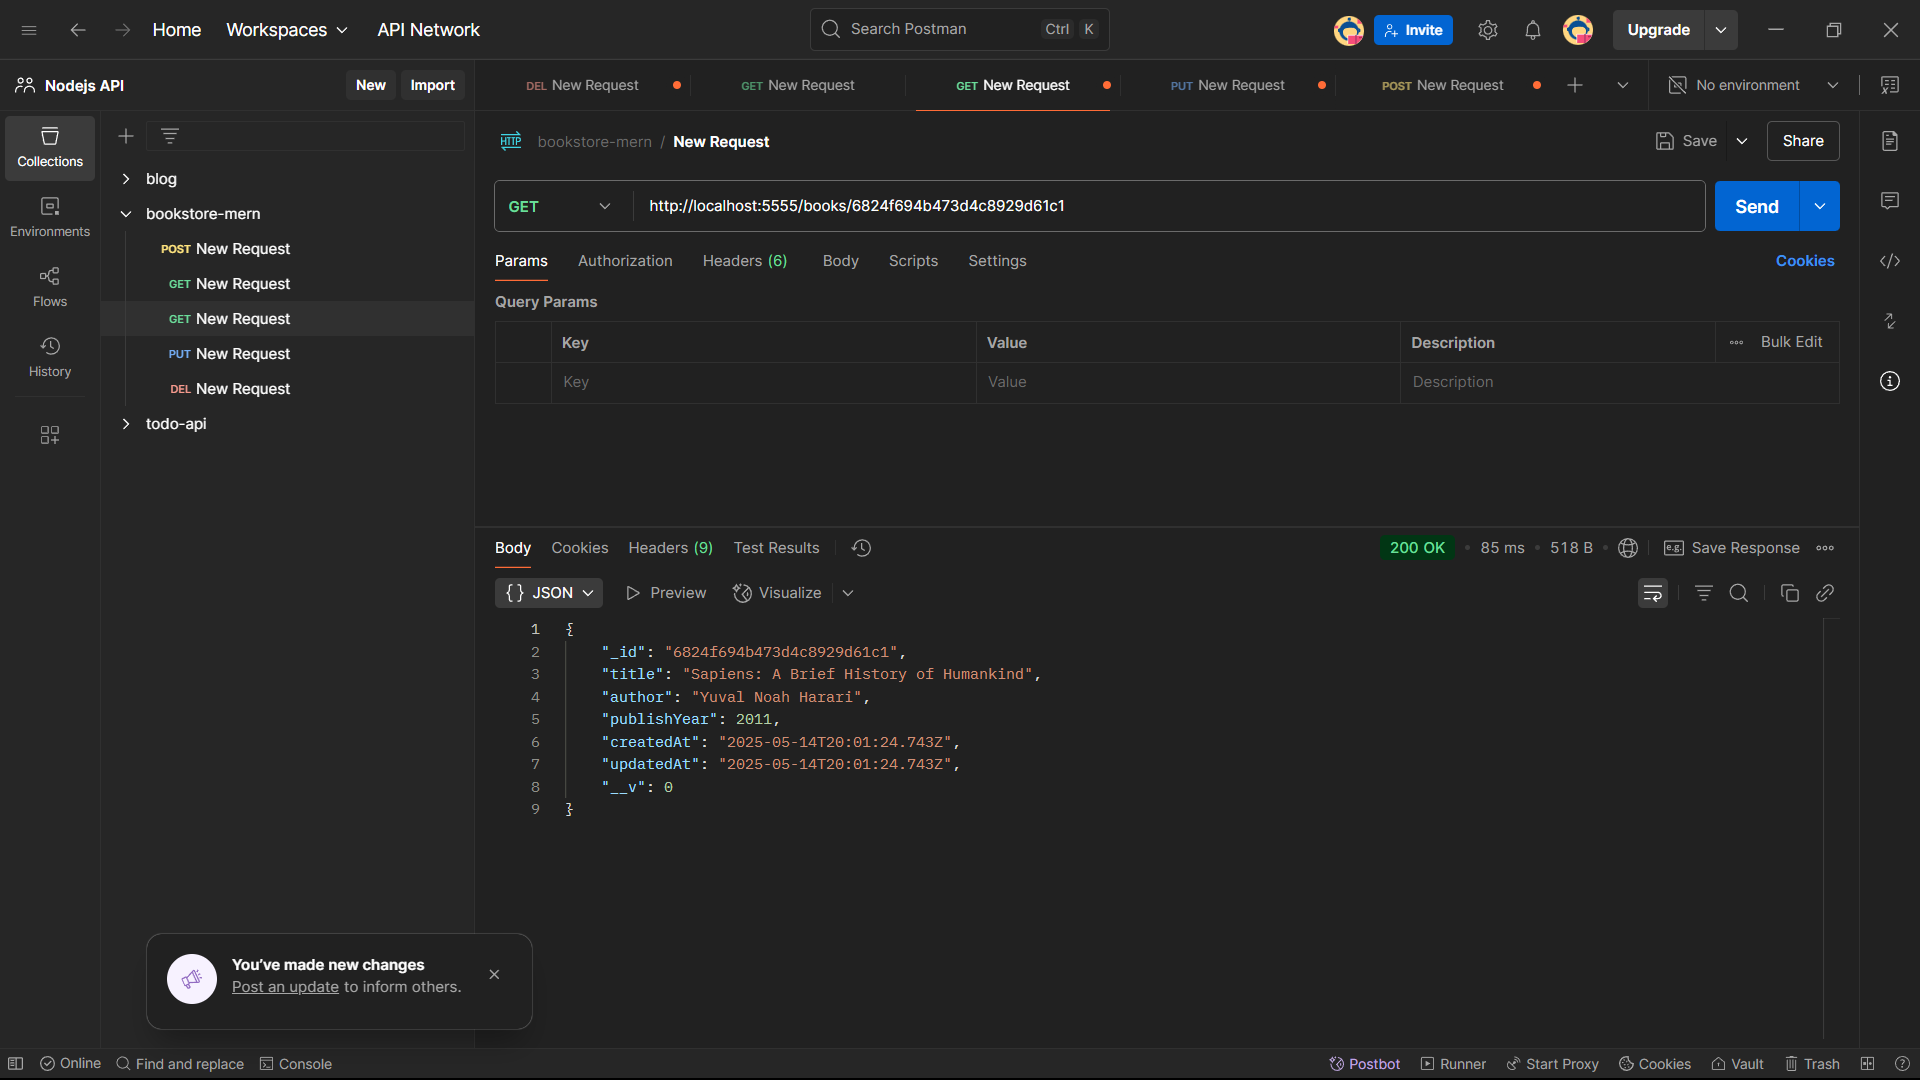 Home Workspaces API Network Search Postman Ctrl K Invite Upgrade
Nodejs API New Import DEL New Request GET New Request GET New Request PUT New Request POST New Request No environment
Collections
Environments
Flows
History
blog
bookstore-mern
POST New Request
GET New Request
GET New Request
PUT New Request
DEL New Request
todo-api
HTTP bookstore-mern / New Request Save Share
GET http://localhost:5555/books/6824f694b473d4c8929d61c1 Send
Params Authorization Headers (6) Body Scripts Settings Cookies
Query Params
Key Value Description Bulk Edit
Key Value Description
Body Cookies Headers (9) Test Results 200 OK • 85 ms • 518 B • e.g. Save Response
{} JSON Preview Visualize
1 {
2 "_id": "6824f694b473d4c8929d61c1",
3 "title": "Sapiens: A Brief History of Humankind",
4 "author": "Yuval Noah Harari",
5 "publishYear": 2011,
6 "createdAt": "2025-05-14T20:01:24.743Z",
7 "updatedAt": "2025-05-14T20:01:24.743Z",
8 "__v": 0
9 }
You’ve made new changes
Post an update to inform others.
Online Find and replace Console Postbot Runner Start Proxy Cookies Vault Trash